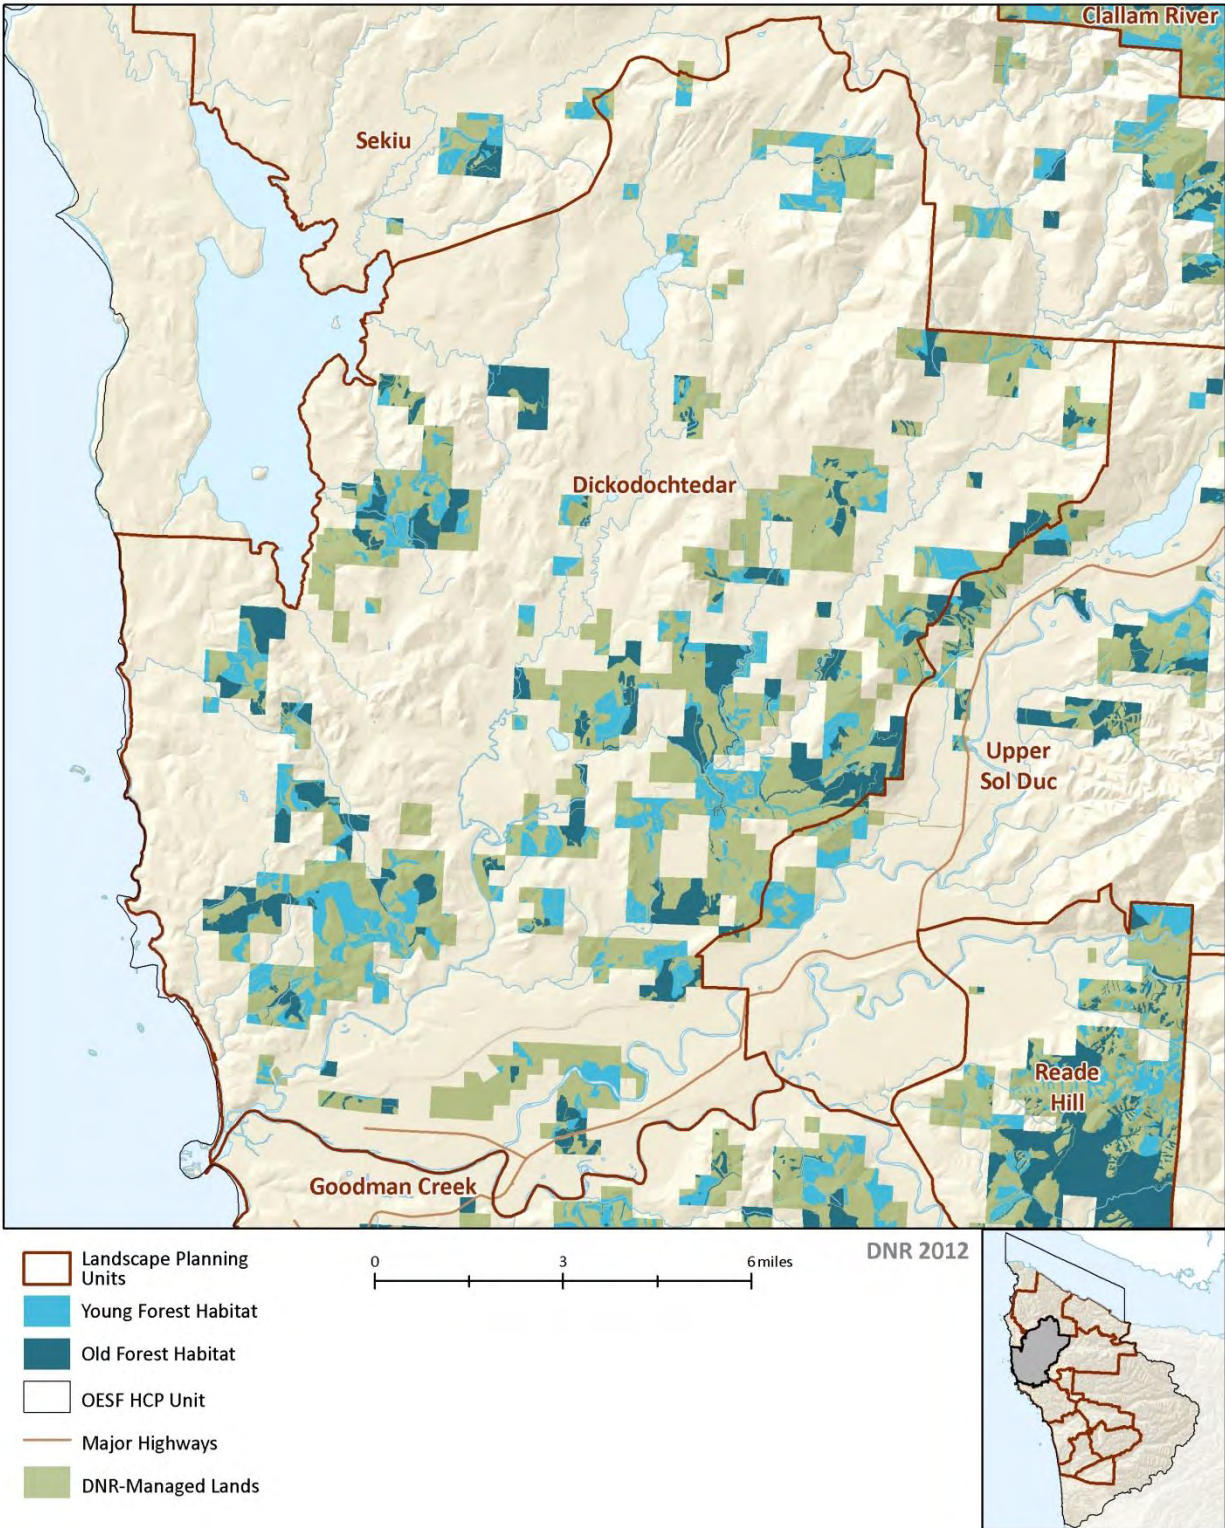 Clallam River
Sekiu
Dickodochtedar
Upper
Sol Duc
Reade
Hill
Goodman Creek
Landscape Planning
Units
Young Forest Habitat
Old Forest Habitat
OESF HCP Unit
Major Highways
DNR-Managed Lands
0 3 6 miles
DNR 2012